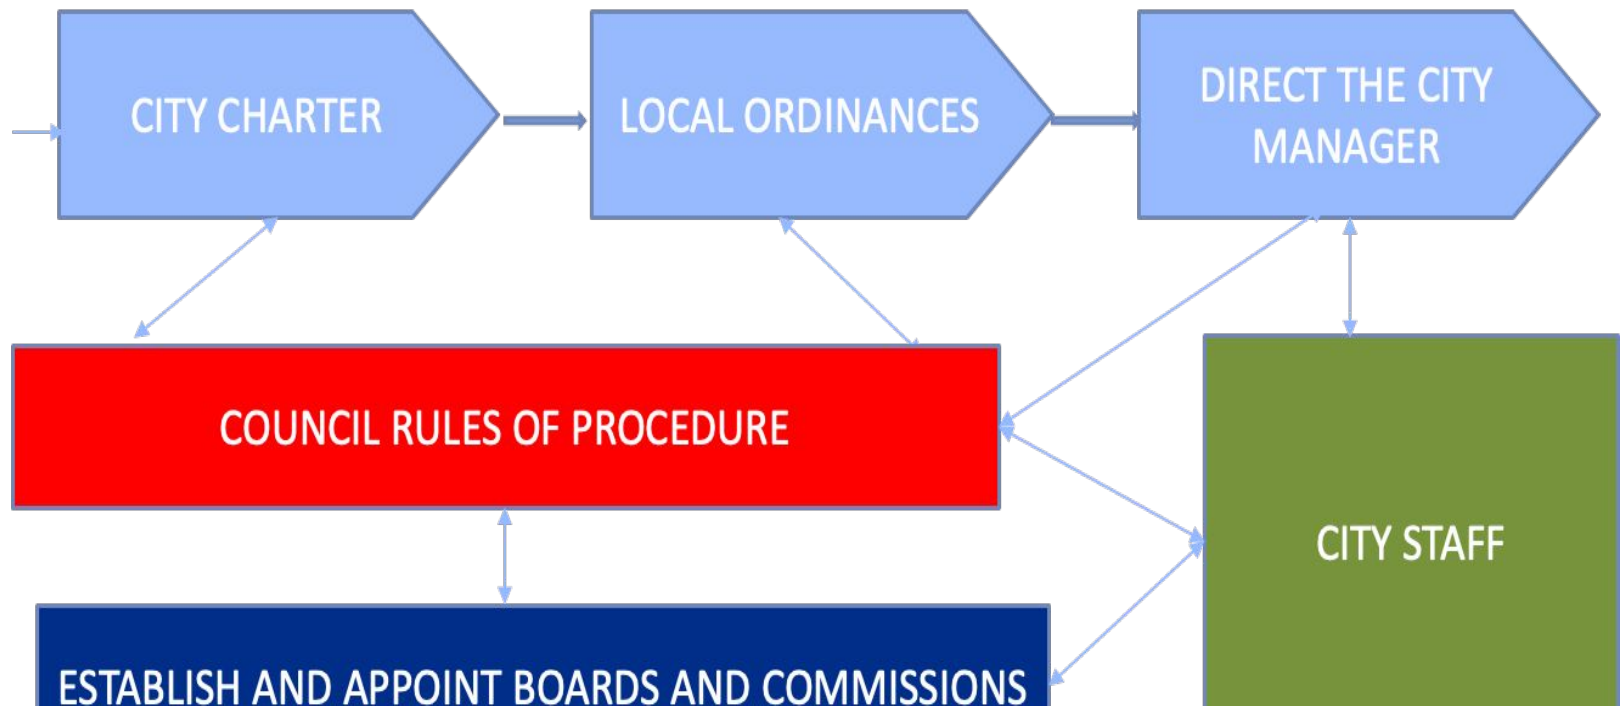 CITY CHARTER
LOCAL ORDINANCES
DIRECT THE CITY
MANAGER
COUNCIL RULES OF PROCEDURE
CITY STAFF
ESTABLISH AND APPOINT BOARDS AND COMMISSIONS